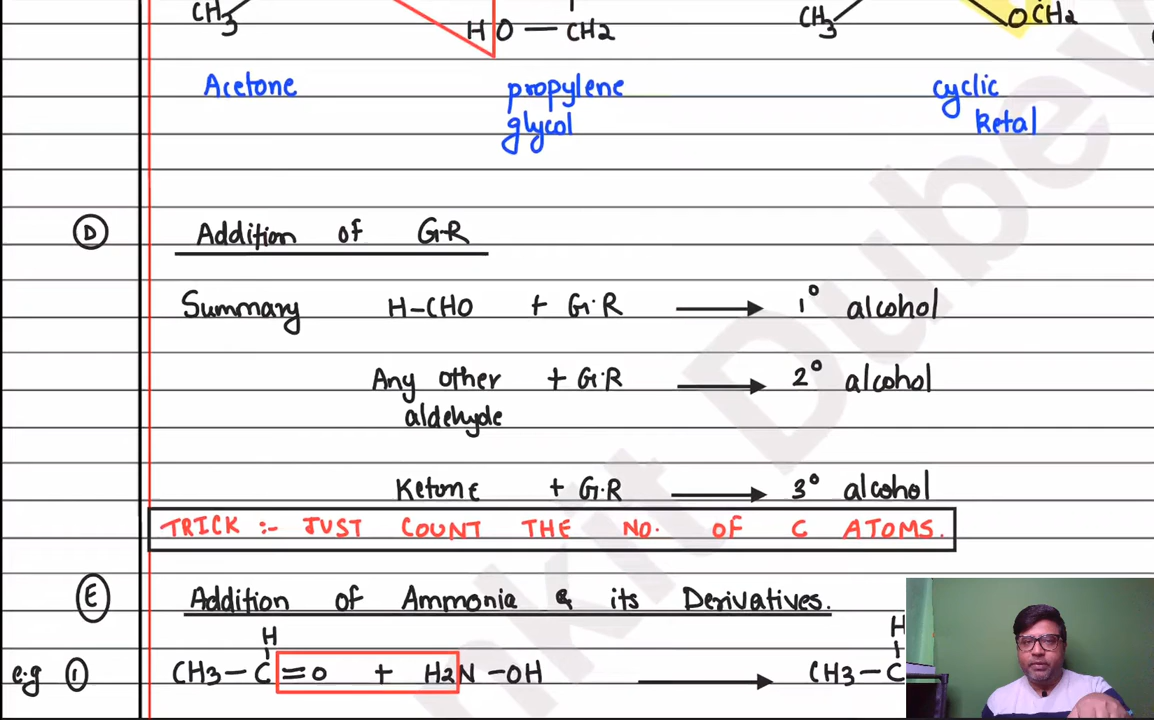 CH3 HO — CH2 CH3 OCH2
Acetone propylene glycol cyclic ketal
D Addition of G·R
Summary H-CHO + G·R → 1° alcohol
Any other aldehyde + G·R → 2° alcohol
Ketone + G·R → 3° alcohol
TRICK :- JUST COUNT THE NO. OF C ATOMS.
E Addition of Ammonia & its Derivatives.
H H
e.g 1 CH3 — C = O + H2N - OH → CH3 — C
nkit Dubey